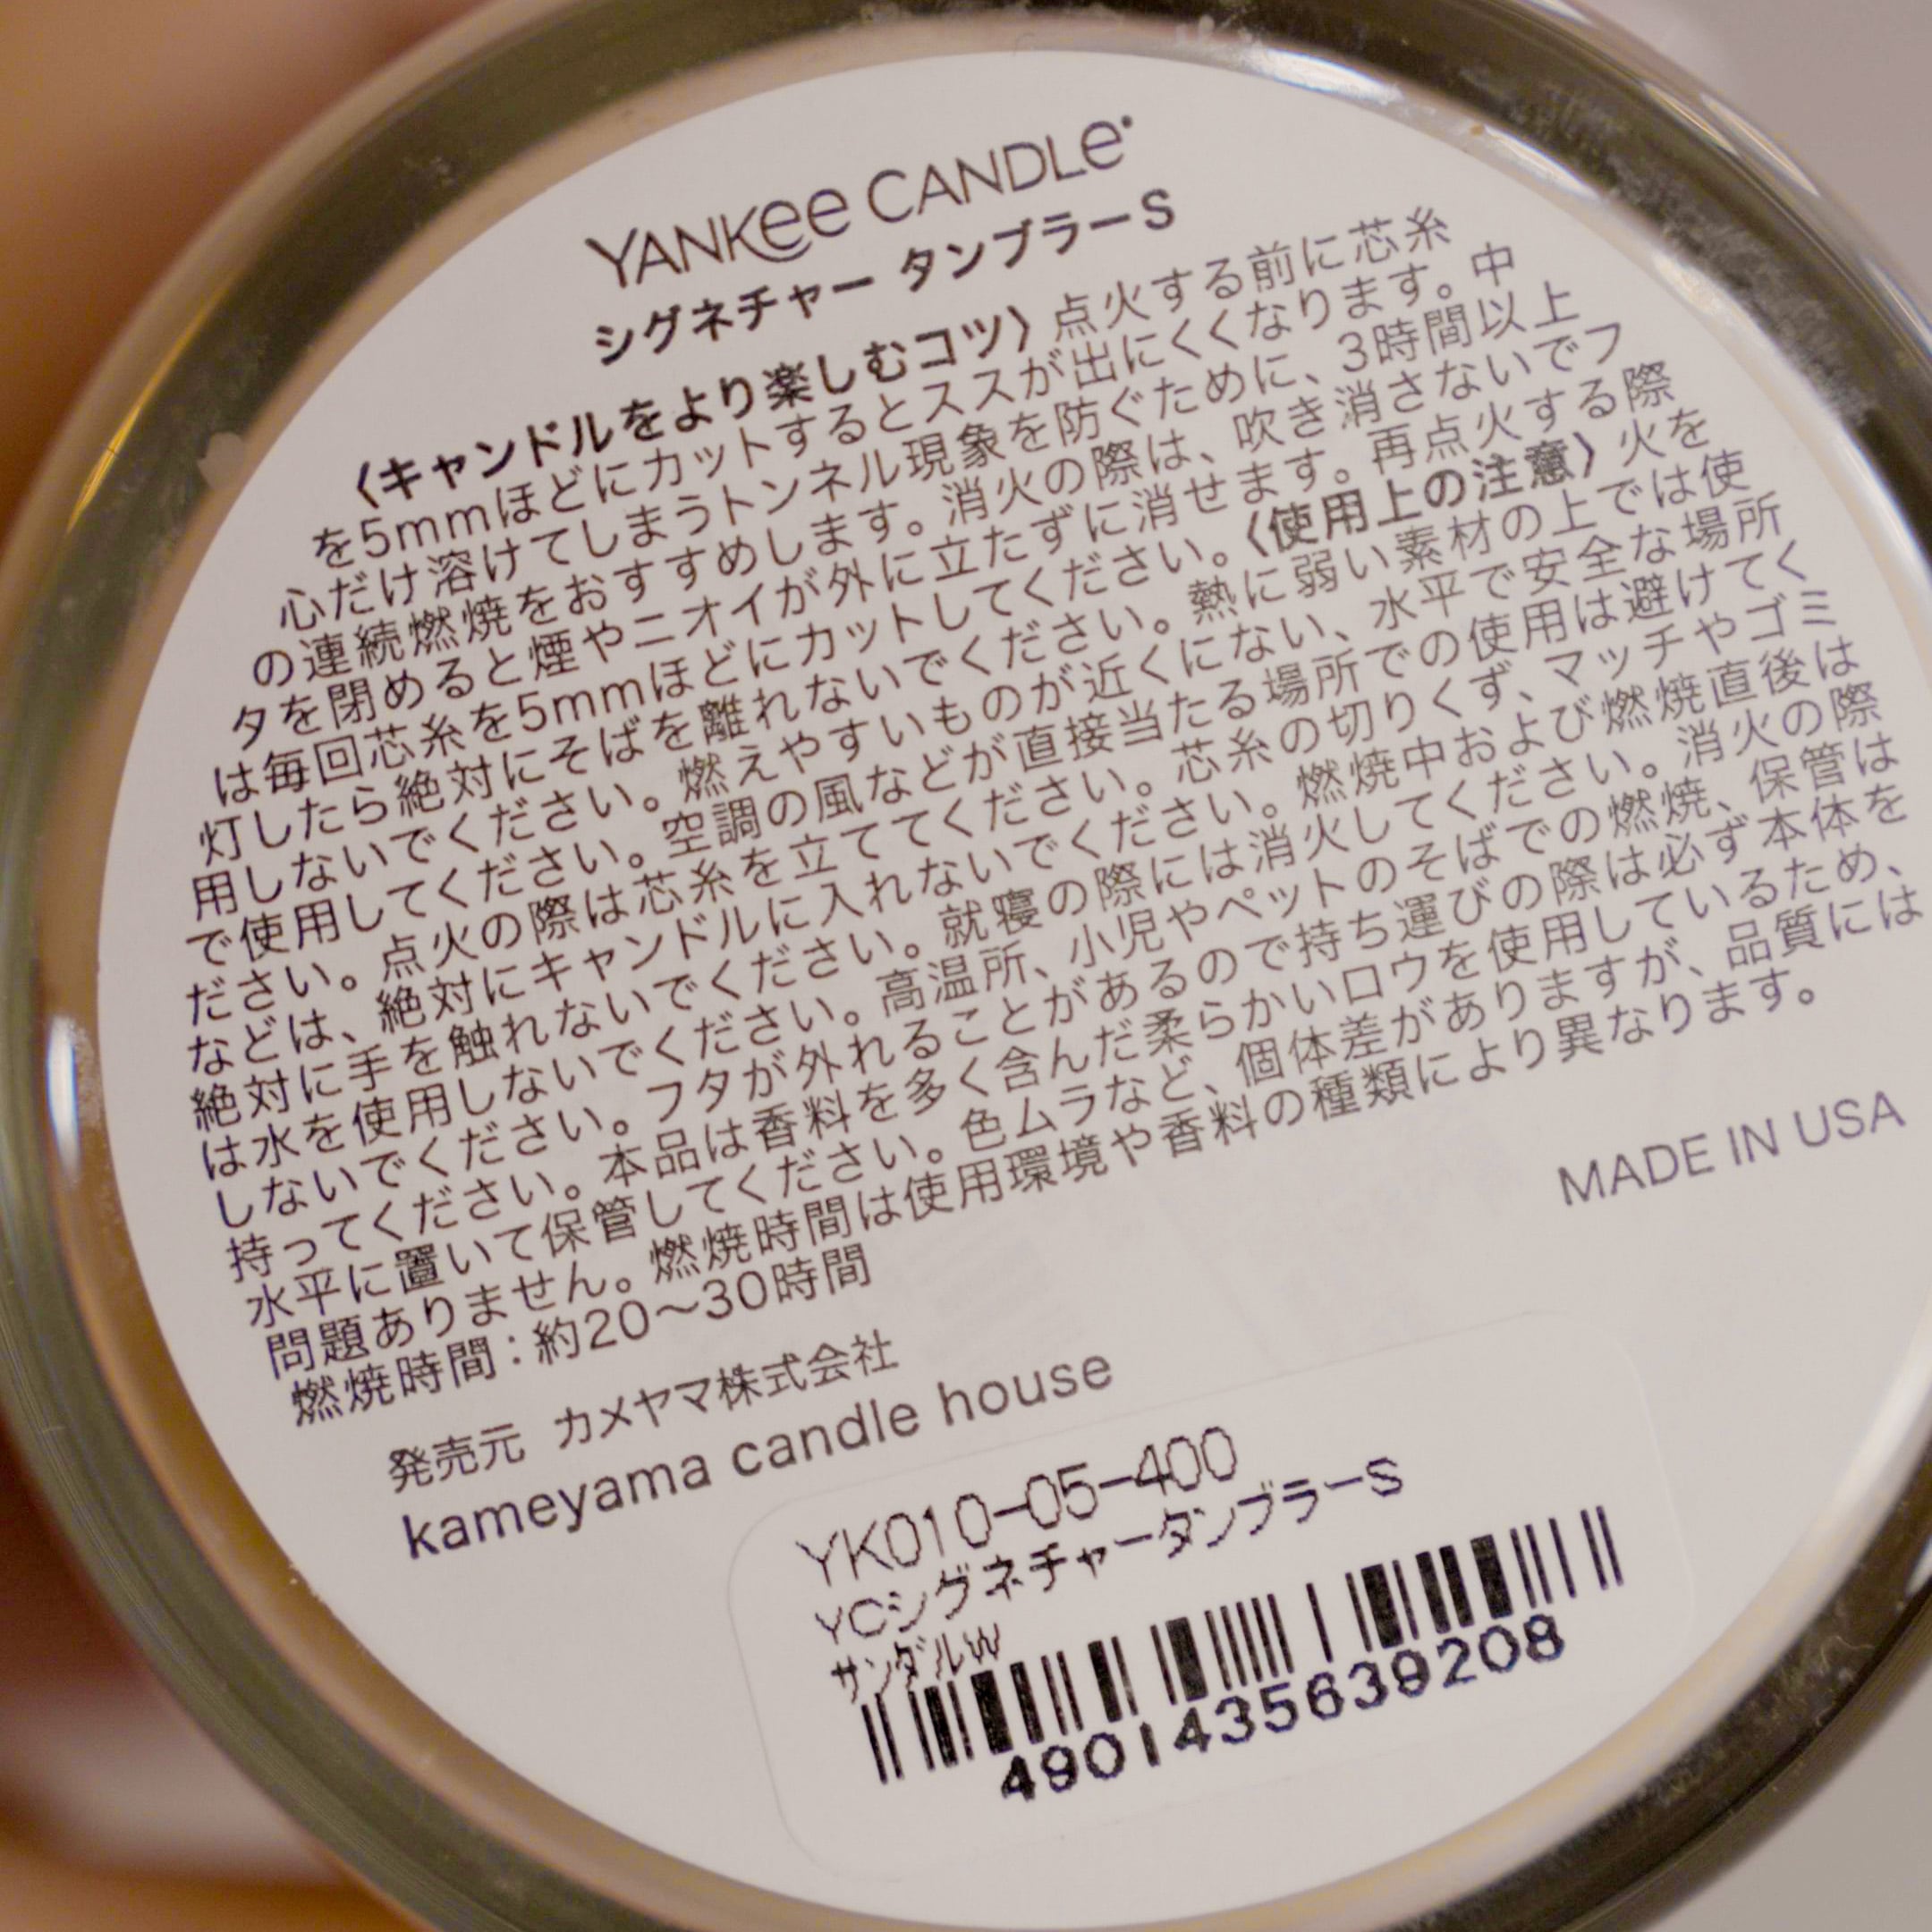 YANKEE CANDLE®
シグネチャー タンブラーS
〈キャンドルをより楽しむコツ〉点火する前に芯糸
を5mmほどにカットするとススが出にくくなります。中
心だけ溶けてしまうトンネル現象を防ぐために、3時間以上
の連続燃焼をおすすめします。消火の際は、吹き消さないでフ
タを閉めると煙やニオイが外に立たずに消せます。再点火する際
は毎回芯糸を5mmほどにカットしてください。〈使用上の注意〉火を
灯したら絶対にそばを離れないでください。熱に弱い素材の上では使
用しないでください。燃えやすいものが近くにない、水平で安全な場所
で使用してください。空調の風などが直接当たる場所での使用は避けてく
ださい。点火の際は芯糸を立ててください。芯糸の切りくず、マッチやゴミ
などは、絶対にキャンドルに入れないでください。燃焼中および燃焼直後は
絶対に手を触れないでください。就寝の際には消火してください。消火の際
は水を使用しないでください。高温所、小児やペットのそばでの燃焼、保管は
しないでください。フタが外れることがあるので持ち運びの際は必ず本体を
持ってください。本品は香料を多く含んだ柔らかいロウを使用しているため、
水平に置いて保管してください。色ムラなど、個体差がありますが、品質には
問題ありません。燃焼時間は使用環境や香料の種類により異なります。
燃焼時間：約20〜30時間
MADE IN USA
発売元 カメヤマ株式会社
kameyama candle house
YK010-05-400
YCシグネチャータンブラーS
サンダルW
4901435639208